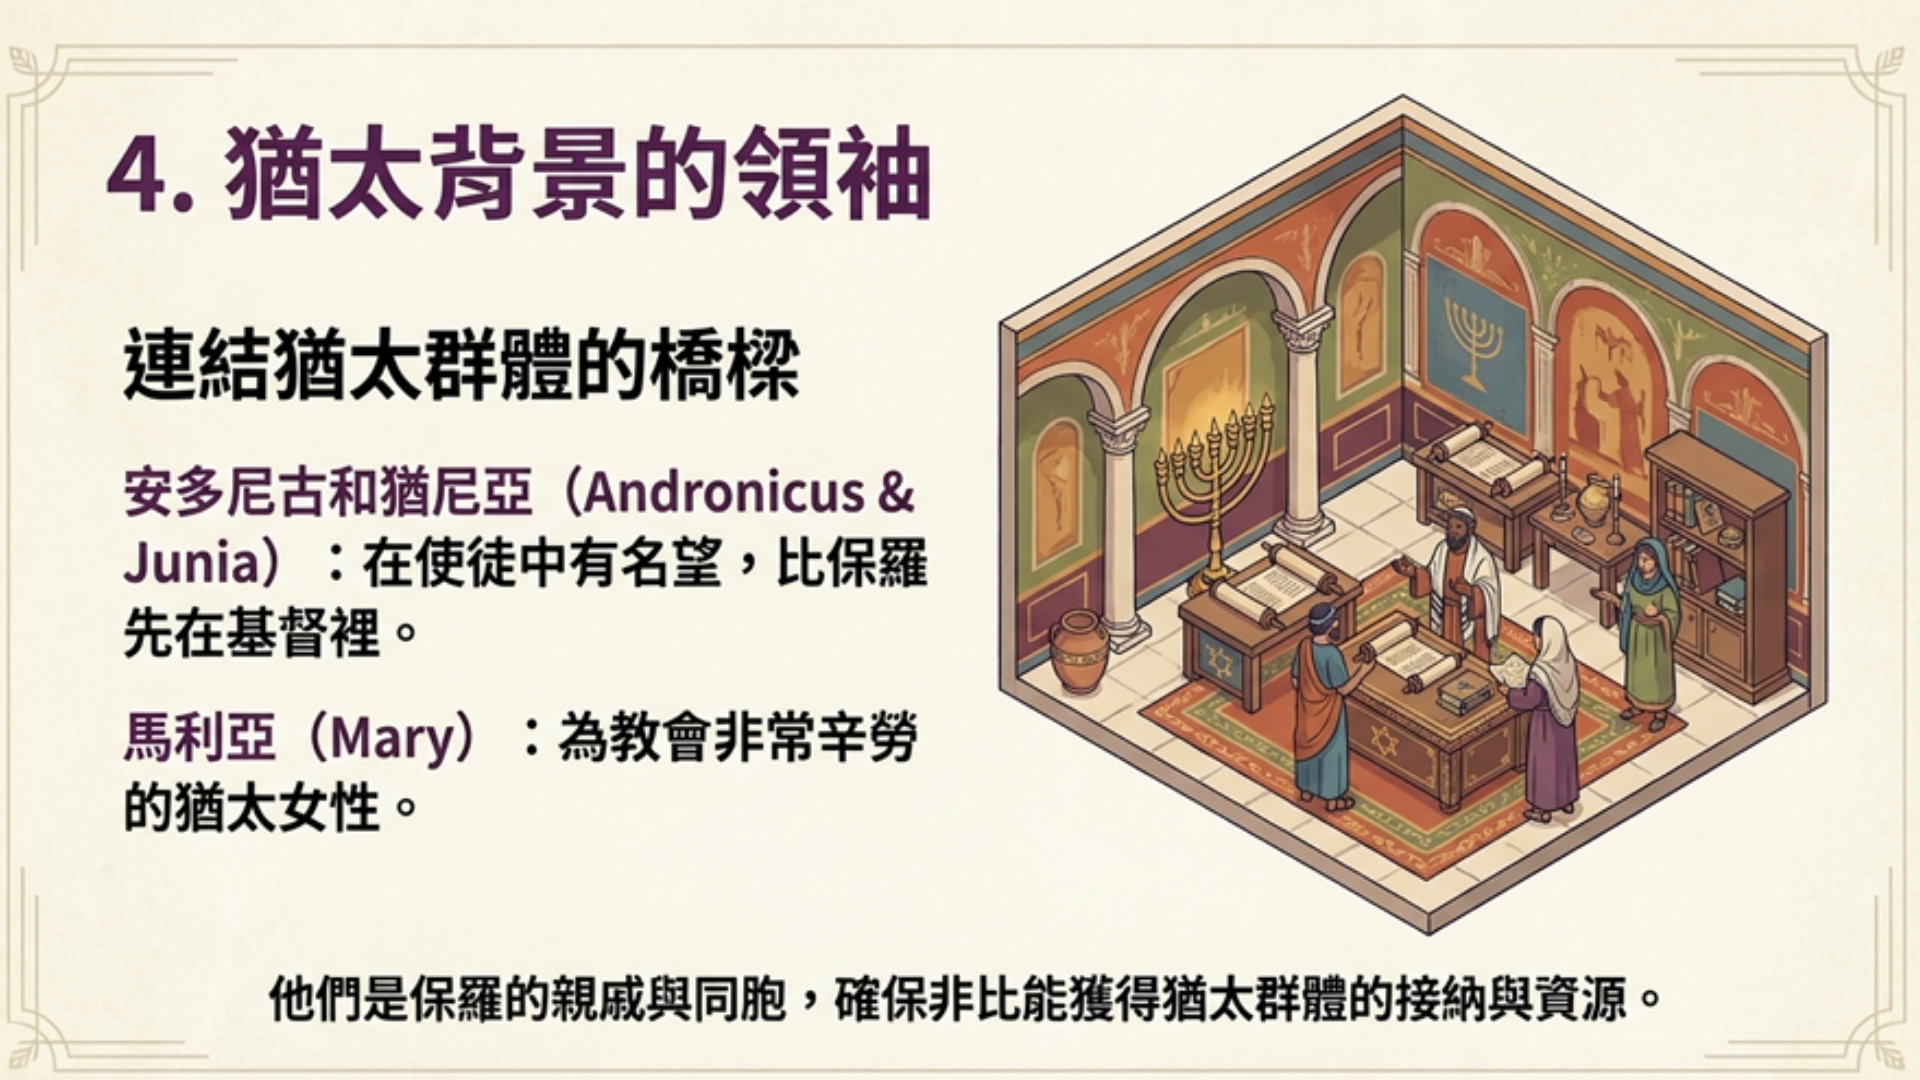 4. 猶太背景的領袖
連結猶太群體的橋樑
安多尼古和猶尼亞（Andronicus &
Junia）：在使徒中有名望，比保羅
先在基督裡。
馬利亞（Mary）：為教會非常辛勞
的猶太女性。
他們是保羅的親戚與同胞，確保非比能獲得猶太群體的接納與資源。